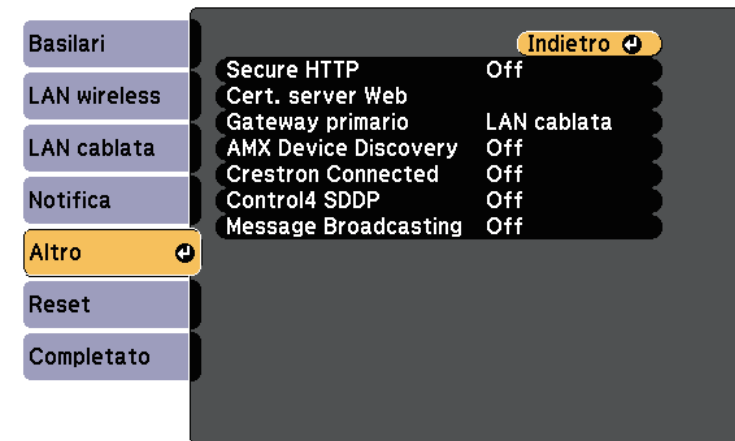 Basilari
LAN wireless
LAN cablata
Notifica
Altro
Reset
Completato
Indietro
Secure HTTP Off
Cert. server Web
Gateway primario LAN cablata
AMX Device Discovery Off
Crestron Connected Off
Control4 SDDP Off
Message Broadcasting Off